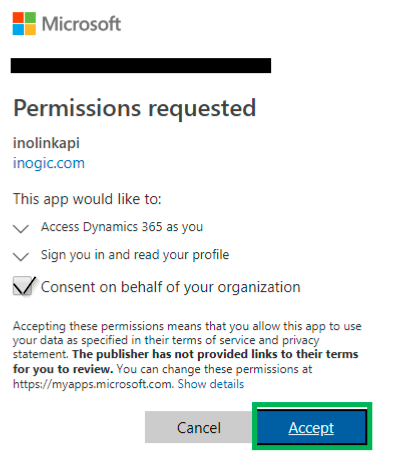 Microsoft
Permissions requested
inolinkapi
inogic.com
This app would like to:
Access Dynamics 365 as you
Sign you in and read your profile
Consent on behalf of your organization
Accepting these permissions means that you allow this app to use
your data as specified in their terms of service and privacy
statement. The publisher has not provided links to their terms
for you to review. You can change these permissions at
https://myapps.microsoft.com. Show details
Cancel
Accept